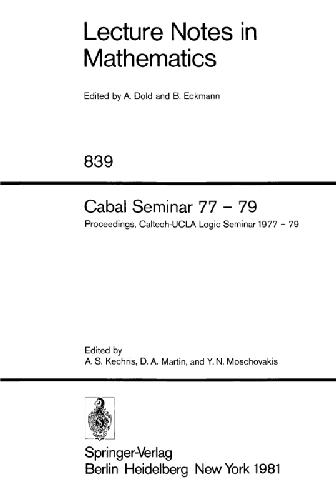 Lecture Notes in
Mathematics
Edited by A. Dold and B. Eckmann
839
Cabal Seminar 77 – 79
Proceedings, Caltech-UCLA Logic Seminar 1977 – 79
Edited by
A. S. Kechris, D. A. Martin, and Y. N. Moschovakis
Springer-Verlag
Berlin Heidelberg New York 1981